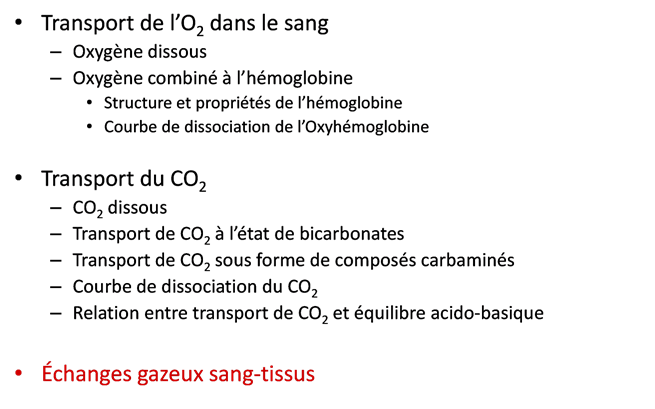 • Transport de l’O₂ dans le sang
– Oxygène dissous
– Oxygène combiné à l’hémoglobine
• Structure et propriétés de l’hémoglobine
• Courbe de dissociation de l’Oxyhémoglobine
• Transport du CO₂
– CO₂ dissous
– Transport de CO₂ à l’état de bicarbonates
– Transport de CO₂ sous forme de composés carbaminés
– Courbe de dissociation du CO₂
– Relation entre transport de CO₂ et équilibre acido-basique
• Échanges gazeux sang-tissus